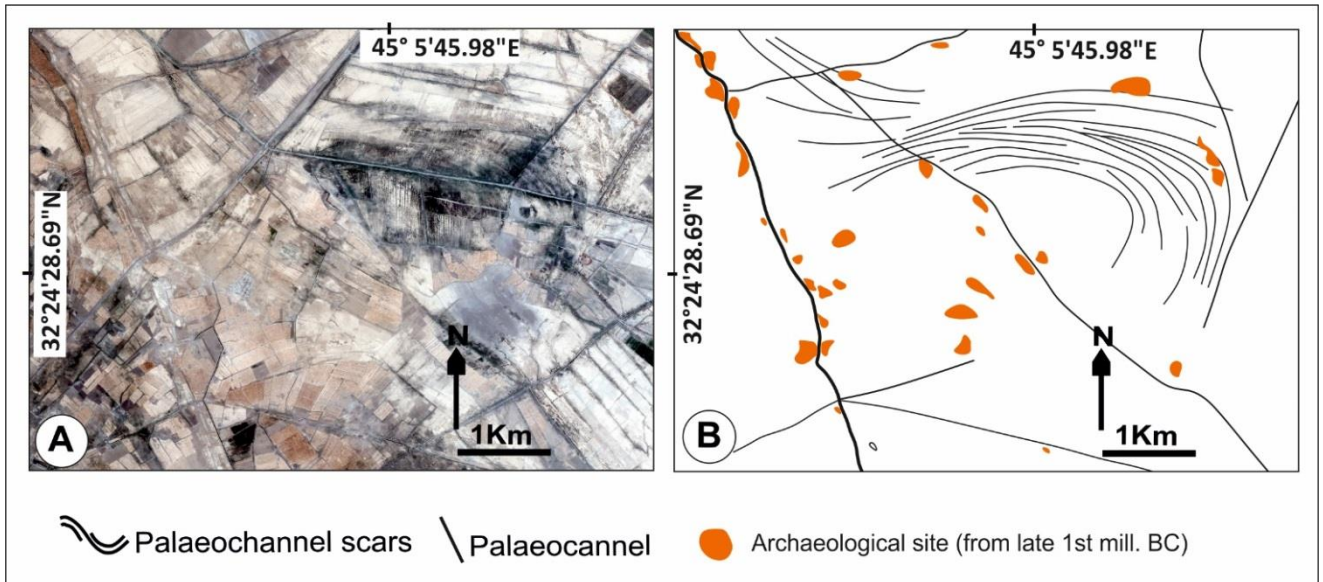 45° 5'45.98"E
32°24'28.69"N
N
1Km
A
45° 5'45.98"E
32°24'28.69"N
N
1Km
B
Palaeochannel scars
Palaeocannel
Archaeological site (from late 1st mill. BC)